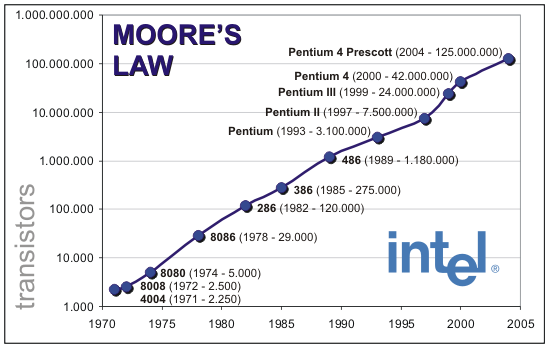 MOORE'S
LAW
transistors
1.000.000.000
100.000.000
10.000.000
1.000.000
100.000
10.000
1.000
Pentium 4 Prescott (2004 - 125.000.000)
Pentium 4 (2000 - 42.000.000)
Pentium III (1999 - 24.000.000)
Pentium II (1997 - 7.500.000)
Pentium (1993 - 3.100.000)
486 (1989 - 1.180.000)
386 (1985 - 275.000)
286 (1982 - 120.000)
8086 (1978 - 29.000)
8080 (1974 - 5.000)
8008 (1972 - 2.500)
4004 (1971 - 2.250)
intel®
1970 1975 1980 1985 1990 1995 2000 2005